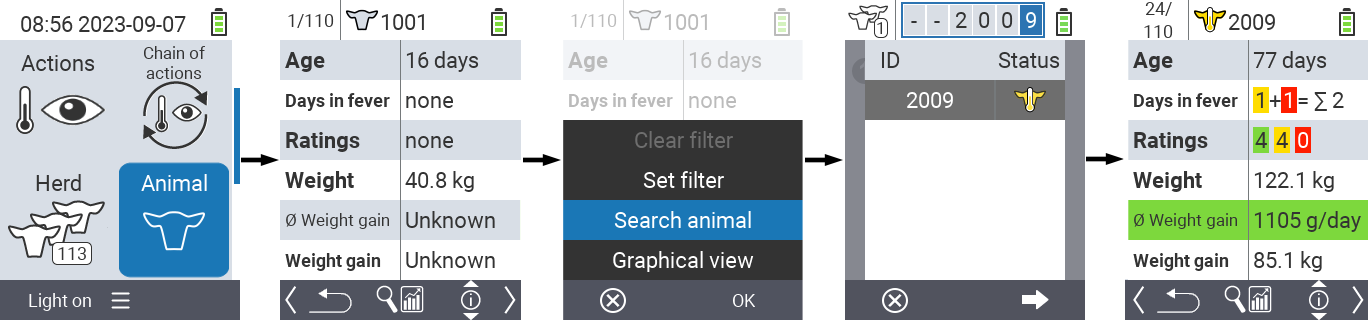 08:56 2023-09-07
Actions
Chain of
actions
Herd
113
Animal
Light on
1/110
1001
Age 16 days
Days in fever none
Ratings none
Weight 40.8 kg
Ø Weight gain Unknown
Weight gain Unknown
1/110
1001
Age 16 days
Days in fever none
Clear filter
Set filter
Search animal
Graphical view
OK
1
--2009
ID Status
2009
24/
110
2009
Age 77 days
Days in fever 1+1= ∑ 2
Ratings 4 4 0
Weight 122.1 kg
Ø Weight gain 1105 g/day
Weight gain 85.1 kg